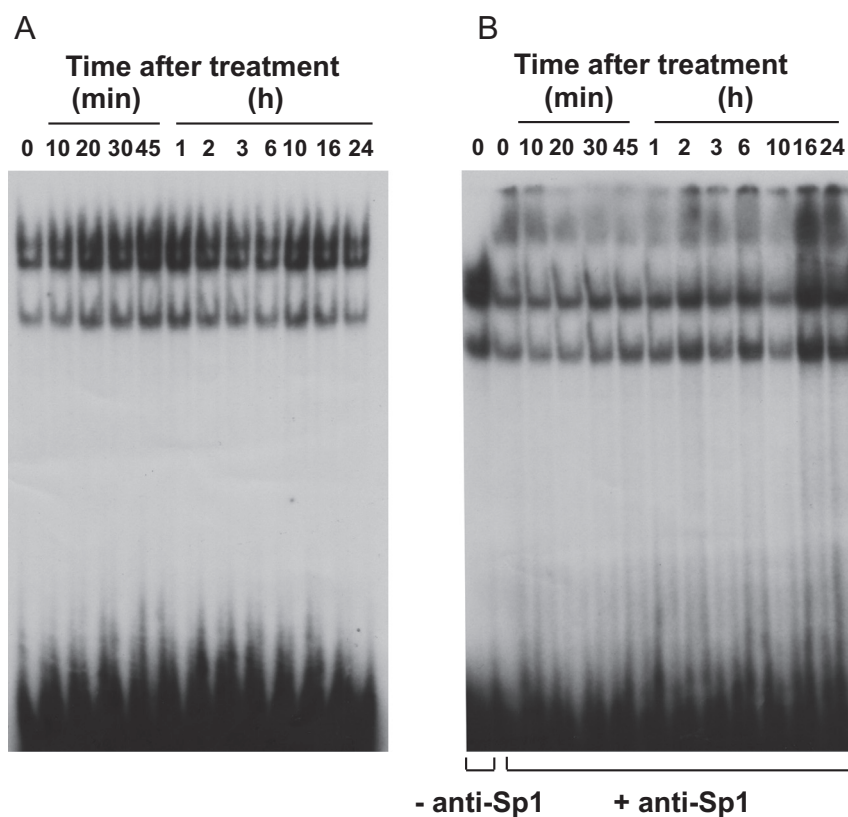 A
Time after treatment
(min) (h)
0 10 20 30 45 1 2 3 6 10 16 24
B
Time after treatment
(min) (h)
0 0 10 20 30 45 1 2 3 6 10 16 24
- anti-Sp1 + anti-Sp1